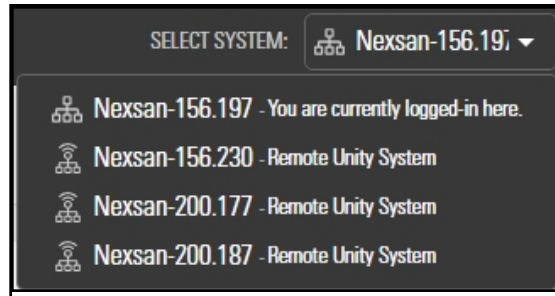 SELECT SYSTEM: Nexsan-156.197
Nexsan-156.197 - You are currently logged-in here.
Nexsan-156.230 - Remote Unity System
Nexsan-200.177 - Remote Unity System
Nexsan-200.187 - Remote Unity System